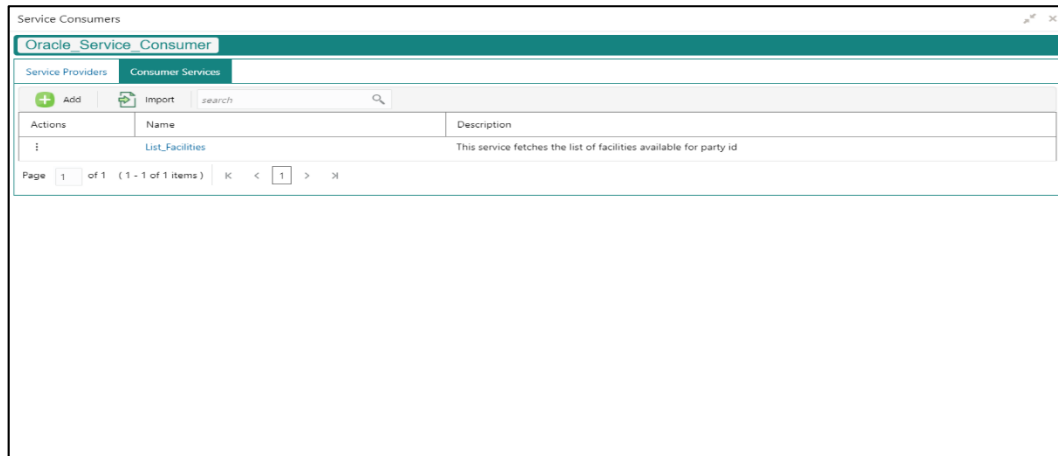 Service Consumers
Oracle_Service_Consumer
Service Providers Consumer Services
Add Import search
Actions Name Description
List_Facilities This service fetches the list of facilities available for party id
Page 1 of 1 (1 - 1 of 1 items) 1